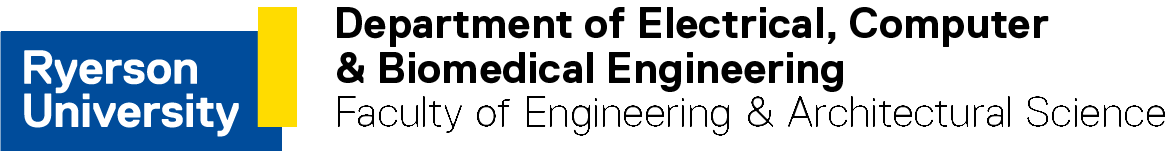 Ryerson
University
Department of Electrical, Computer
& Biomedical Engineering
Faculty of Engineering & Architectural Science